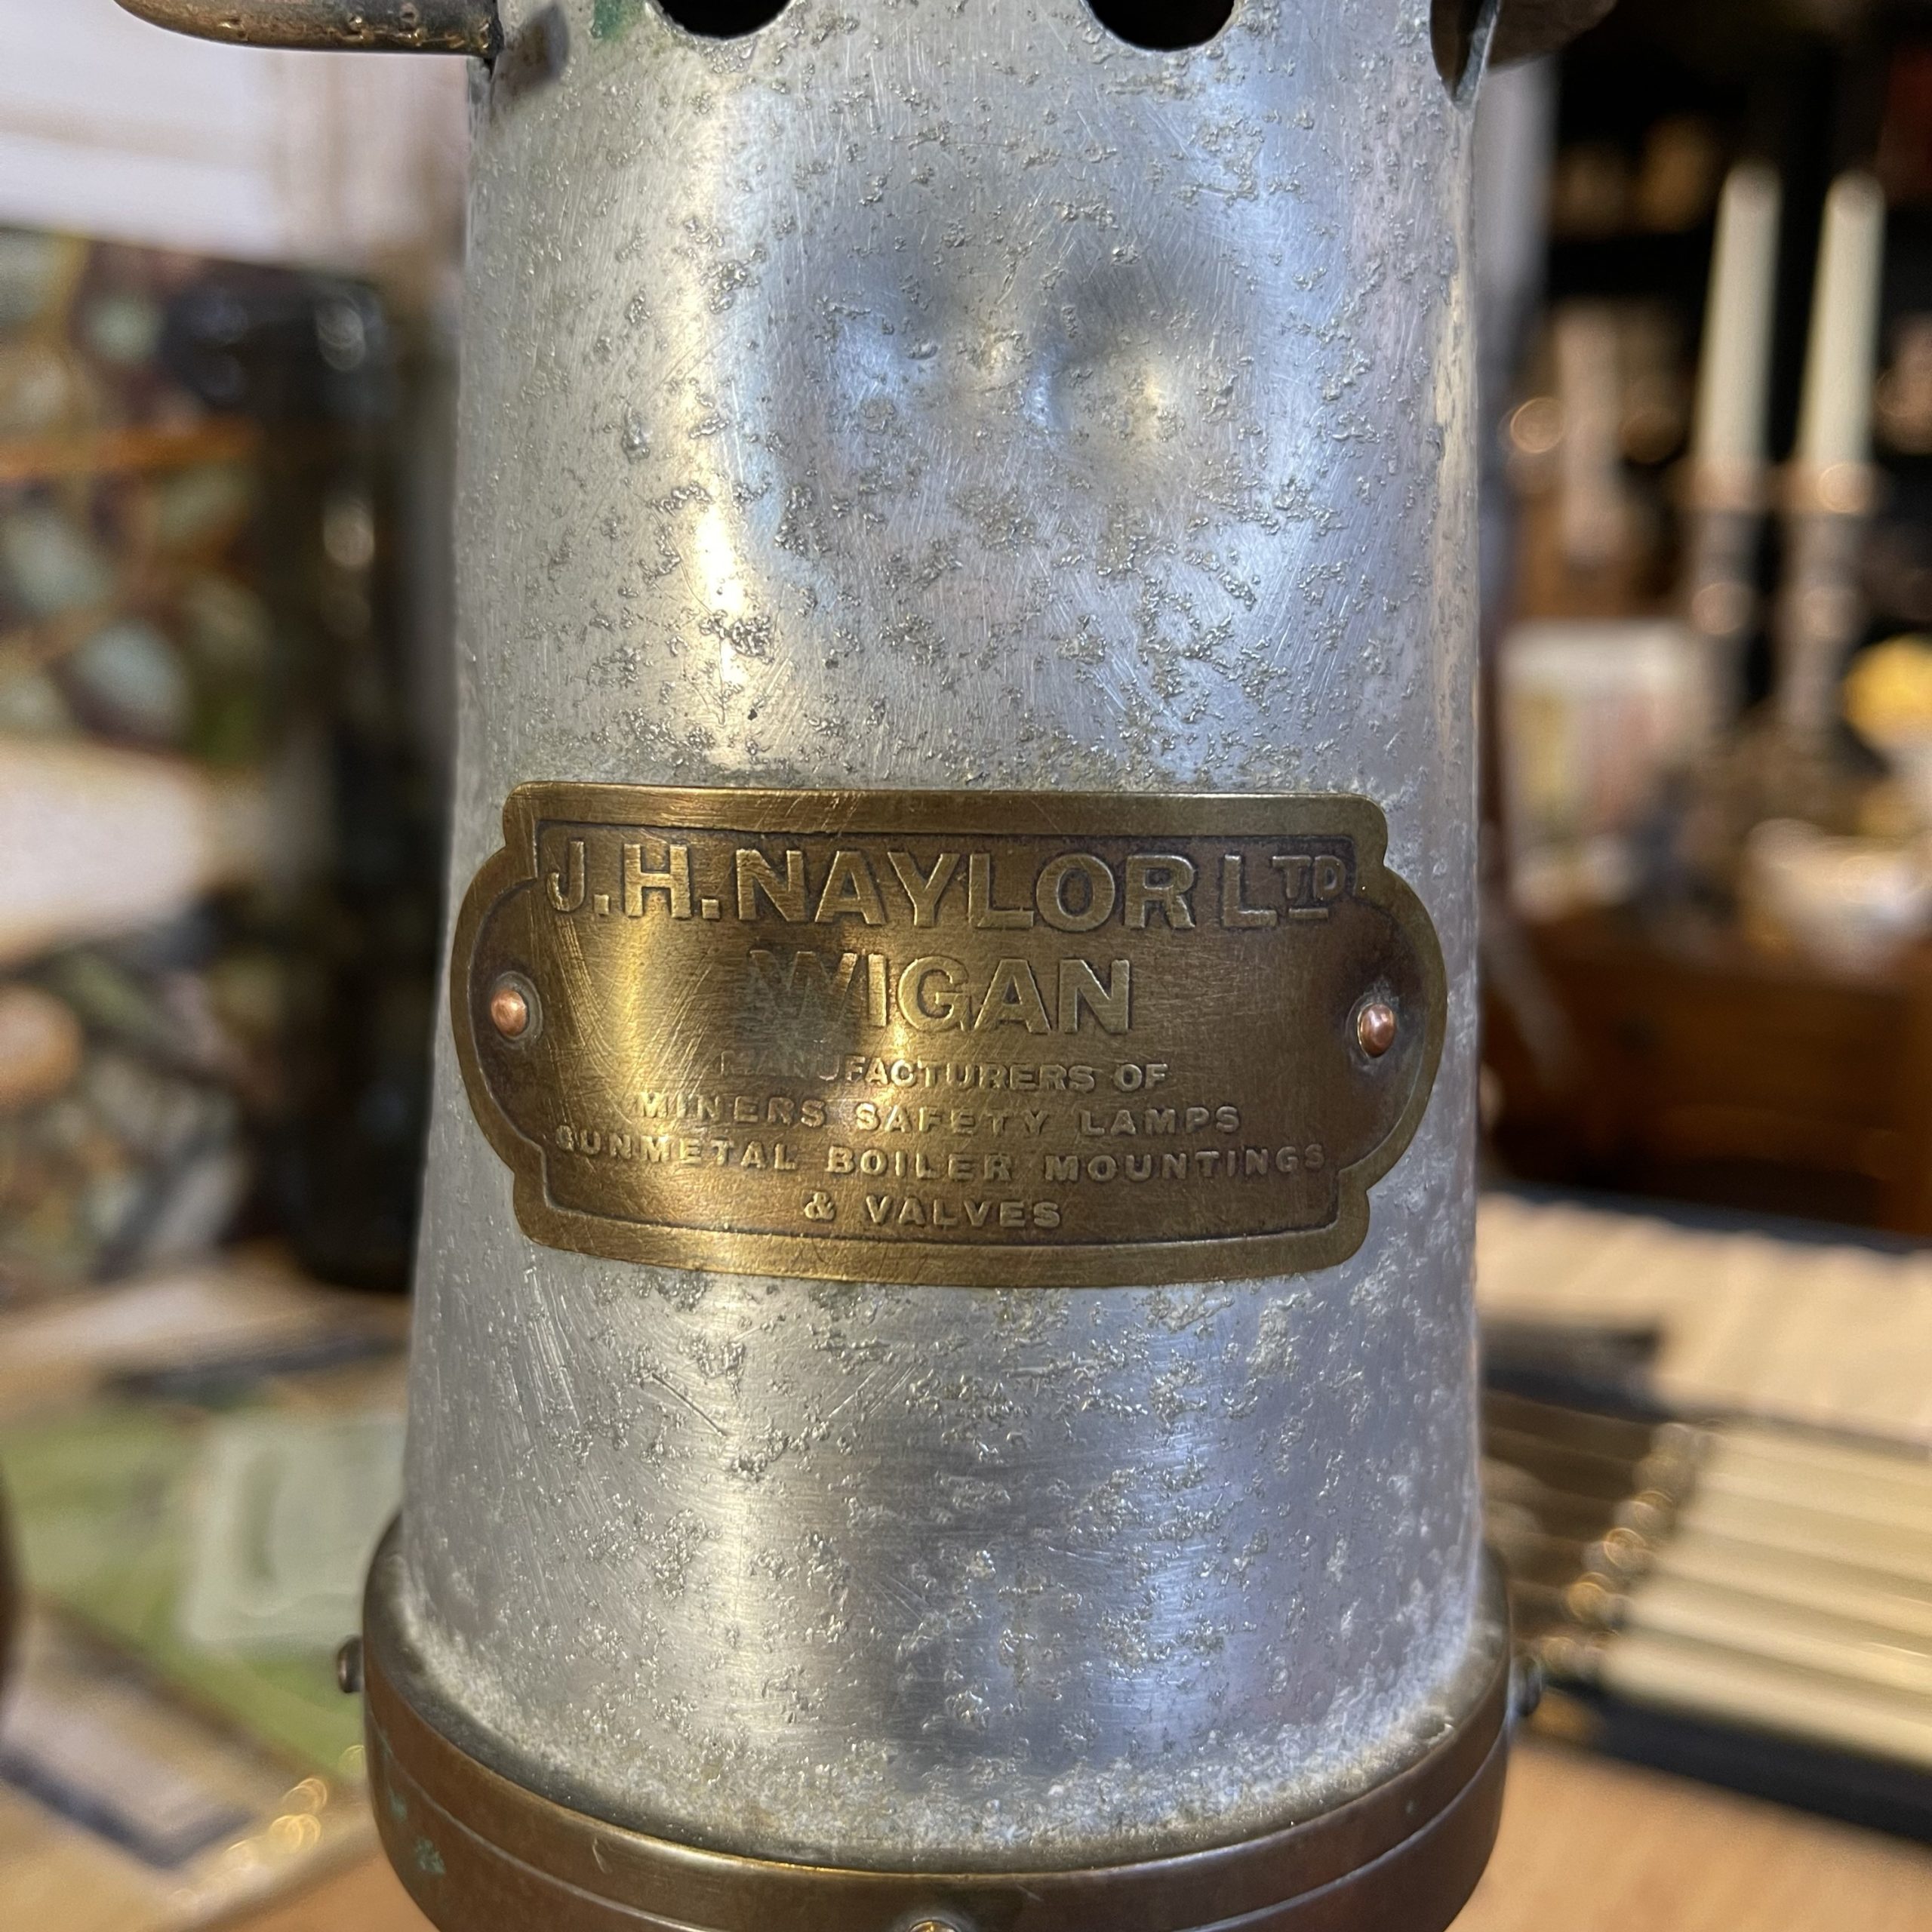 J.H. NAYLOR LTD
WIGAN
MANUFACTURERS OF
MINERS SAFETY LAMPS
GUNMETAL BOILER MOUNTINGS
& VALVES